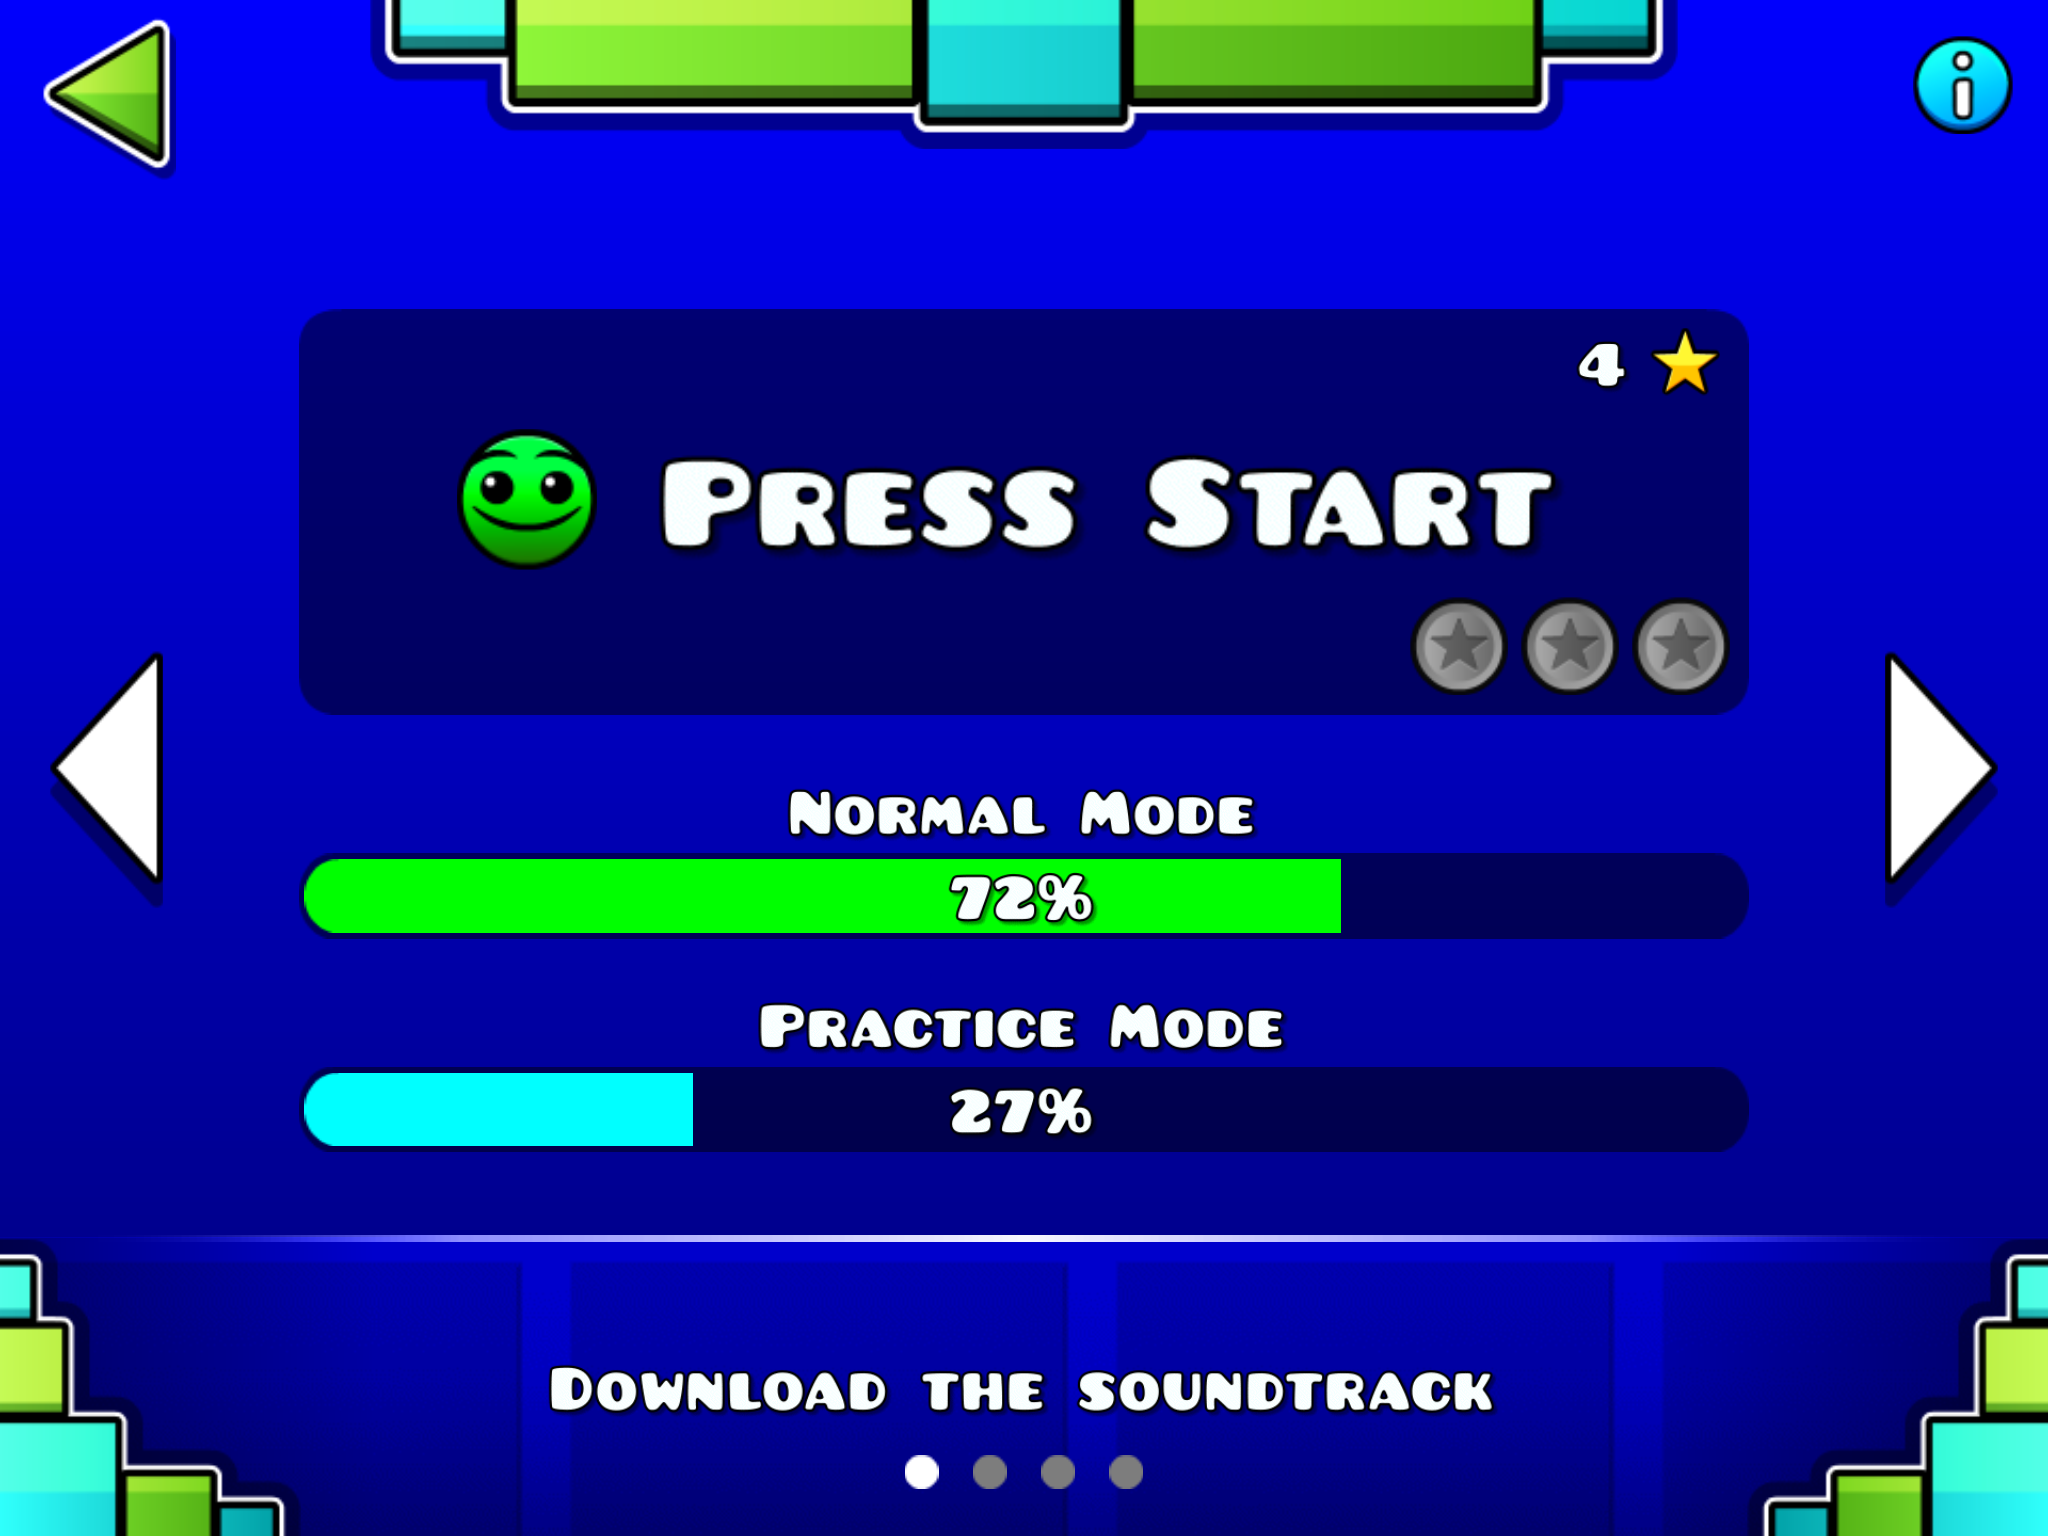 4
Press Start
Normal Mode
72%
Practice Mode
27%
Download the soundtrack